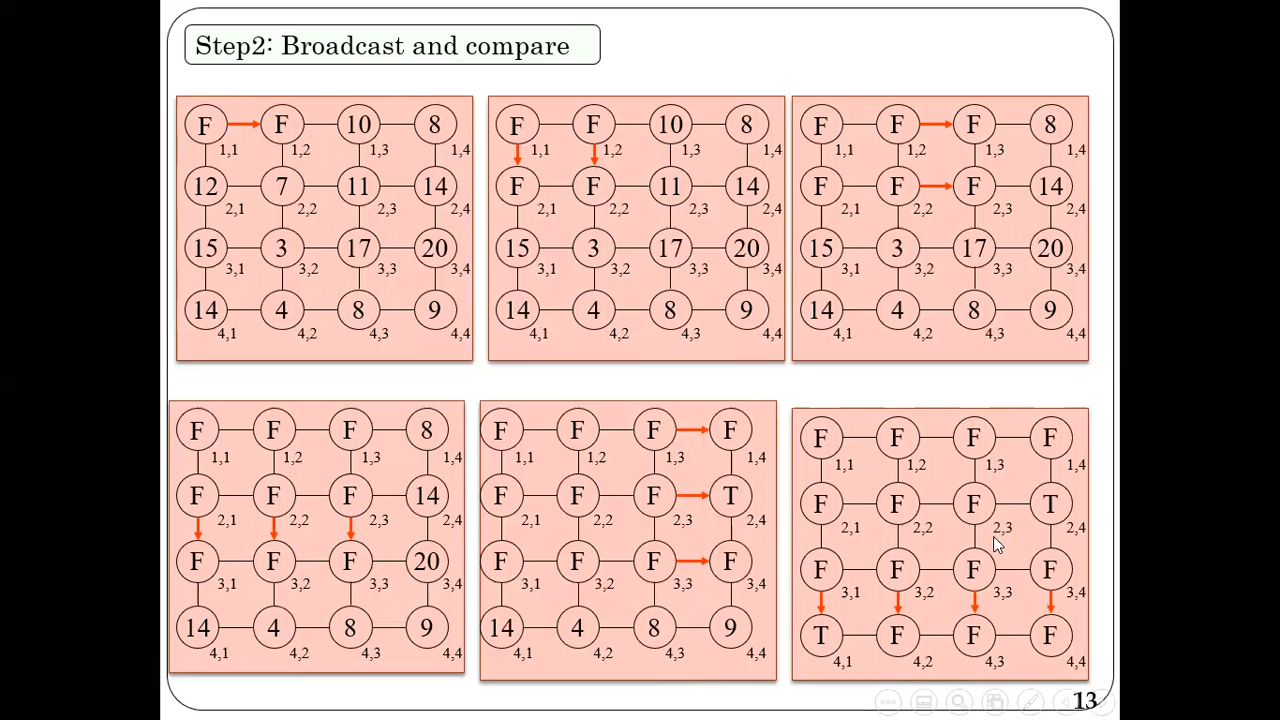 Step2: Broadcast and compare
F F 10 8
1,1 1,2 1,3 1,4
12 7 11 14
2,1 2,2 2,3 2,4
15 3 17 20
3,1 3,2 3,3 3,4
14 4 8 9
4,1 4,2 4,3 4,4
F F 10 8
1,1 1,2 1,3 1,4
F F 11 14
2,1 2,2 2,3 2,4
15 3 17 20
3,1 3,2 3,3 3,4
14 4 8 9
4,1 4,2 4,3 4,4
F F F 8
1,1 1,2 1,3 1,4
F F F 14
2,1 2,2 2,3 2,4
15 3 17 20
3,1 3,2 3,3 3,4
14 4 8 9
4,1 4,2 4,3 4,4
F F F 8
1,1 1,2 1,3 1,4
F F F 14
2,1 2,2 2,3 2,4
F F F 20
3,1 3,2 3,3 3,4
14 4 8 9
4,1 4,2 4,3 4,4
F F F F
1,1 1,2 1,3 1,4
F F F T
2,1 2,2 2,3 2,4
F F F F
3,1 3,2 3,3 3,4
14 4 8 9
4,1 4,2 4,3 4,4
F F F F
1,1 1,2 1,3 1,4
F F F T
2,1 2,2 2,3 2,4
F F F F
3,1 3,2 3,3 3,4
T F F F
4,1 4,2 4,3 4,4
13